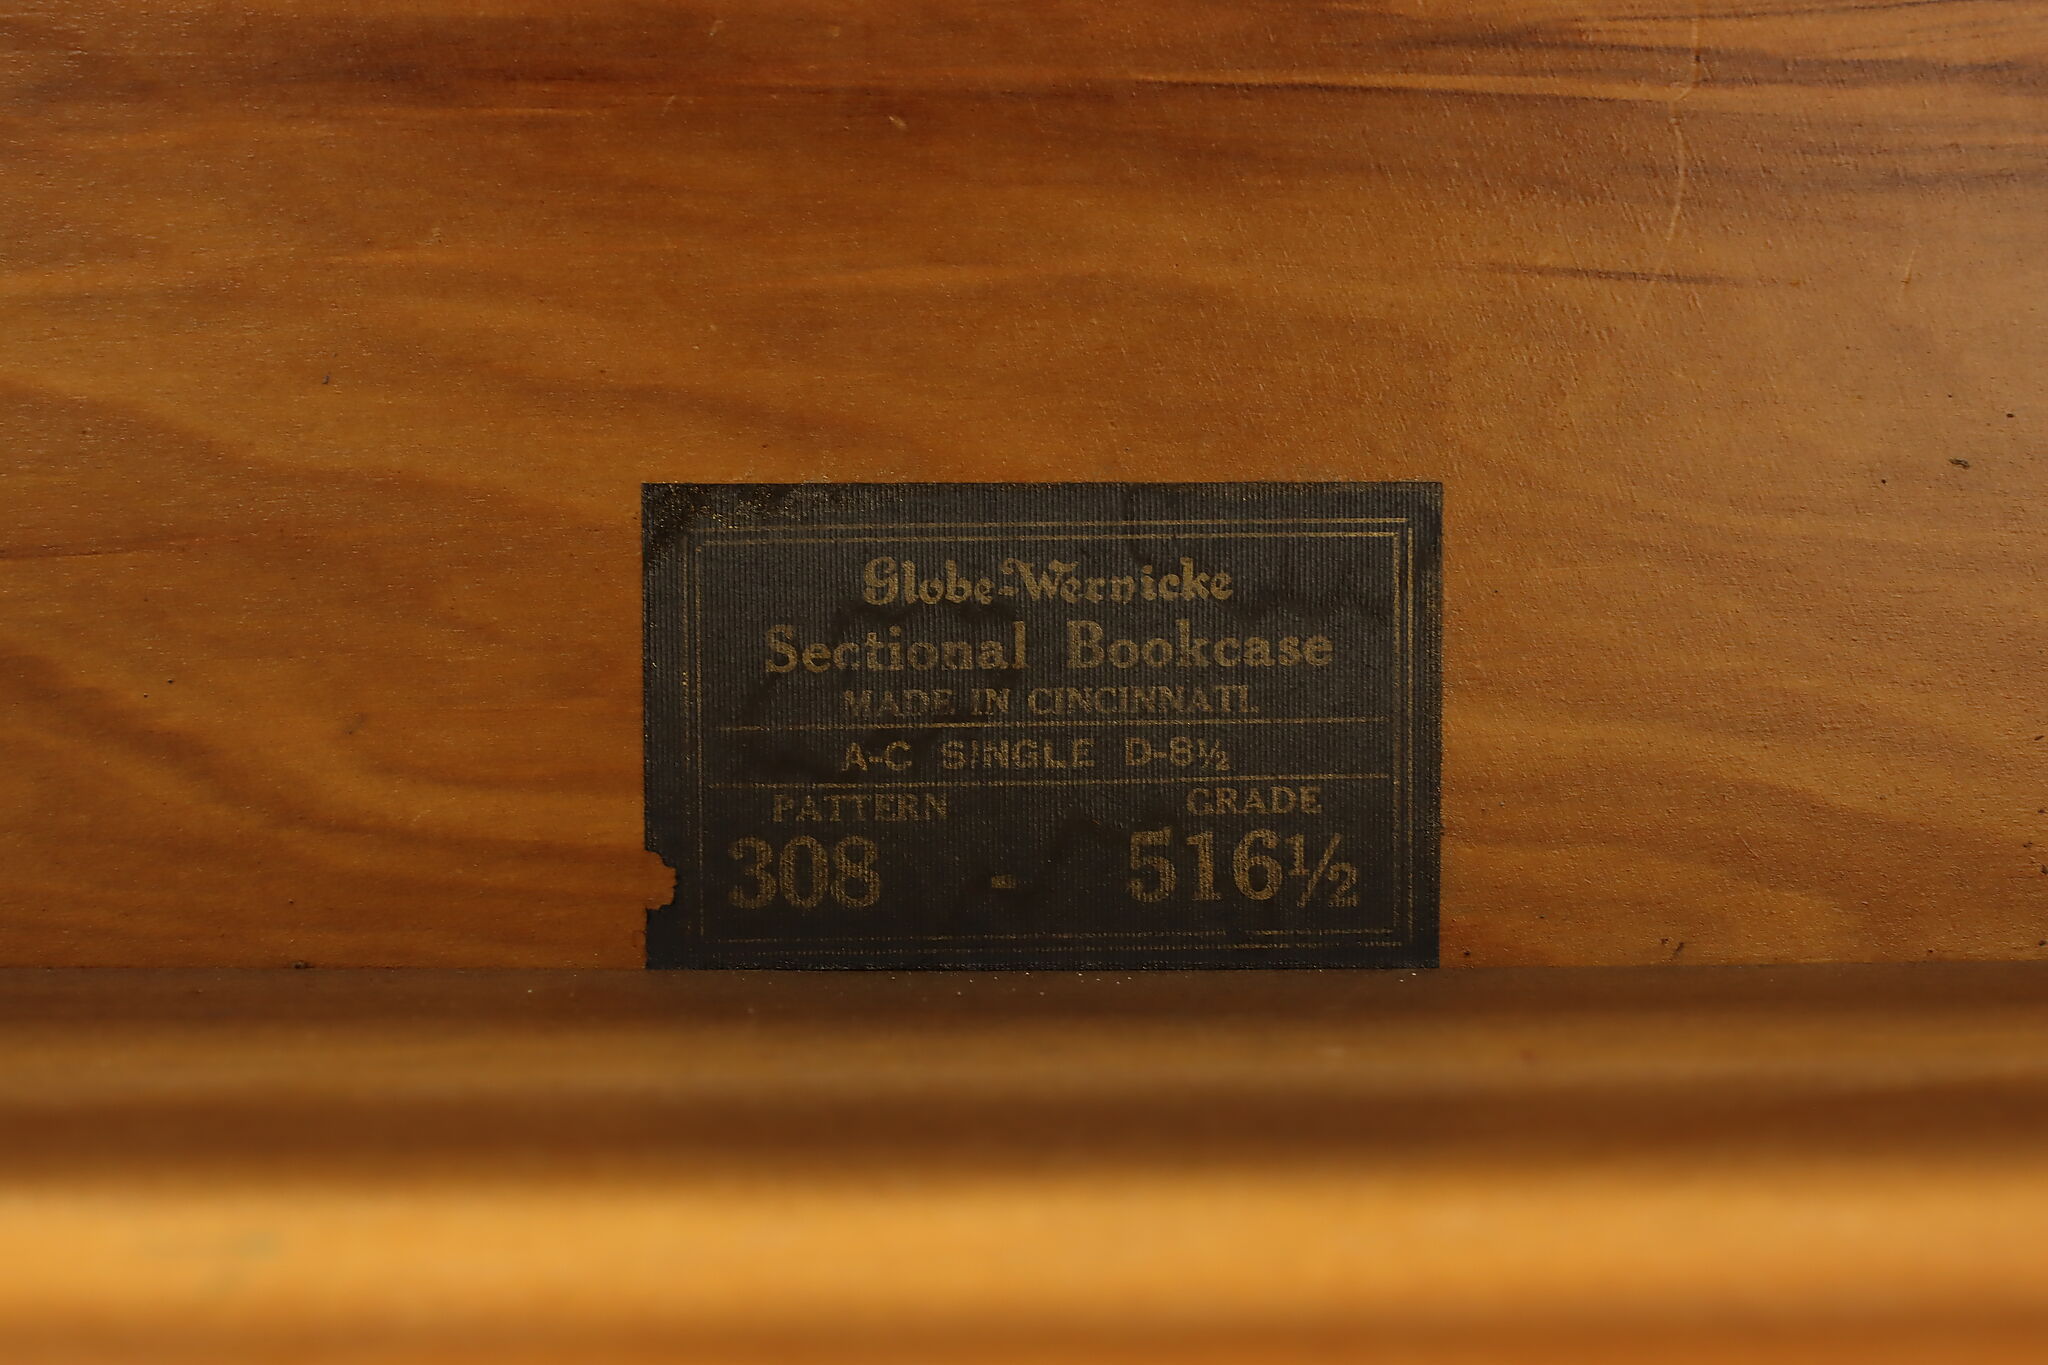 Globe-Wernicke
Sectional Bookcase
MADE IN CINCINNATI.
A-C SINGLE D-8½
PATTERN GRADE
308 - 516½